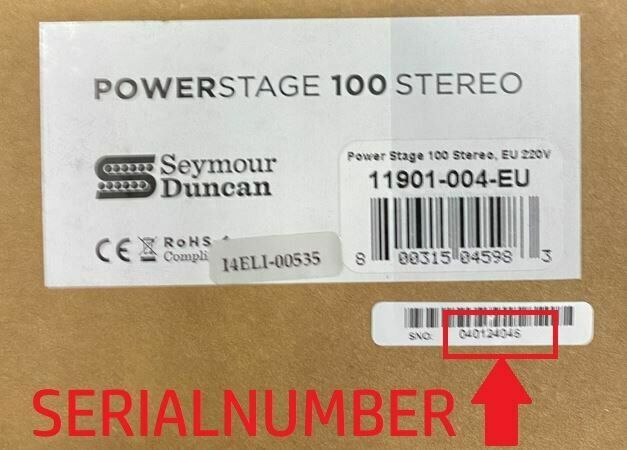 POWERSTAGE 100 STEREO
Seymour
Duncan
Power Stage 100 Stereo, EU 220V
11901-004-EU
8 00315 04598 3
CE RoHS
Compli
14ELI-00535
SNO: 040124046
SERIALNUMBER